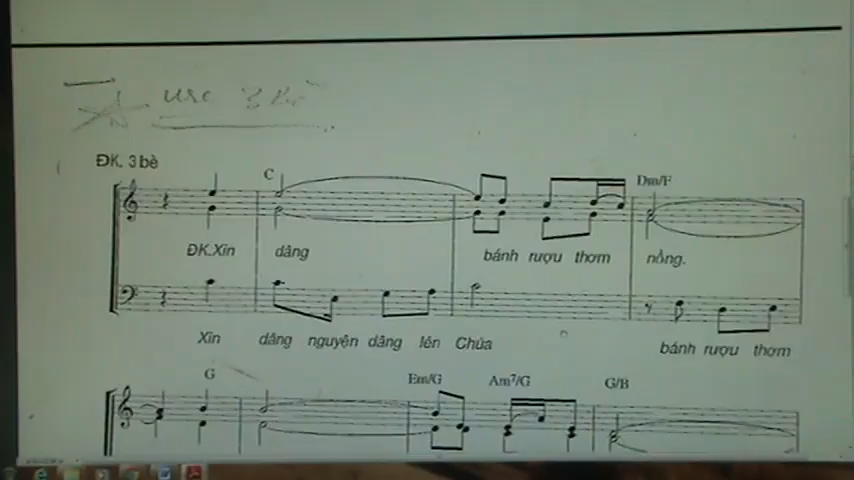 ĐK. 3 bè
C Dm/F
ĐK.Xin dâng bánh rượu thơm nồng.
Xin dâng nguyện dâng lên Chúa bánh rượu thơm
G Em/G Am7/G G/B